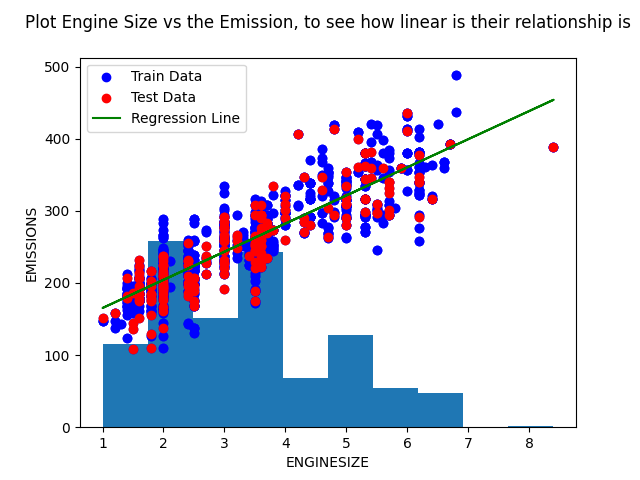 Plot Engine Size vs the Emission, to see how linear is their relationship is
500
400
300
200
100
0
EMISSIONS
Train Data
Test Data
Regression Line
1 2 3 4 5 6 7 8
ENGINESIZE